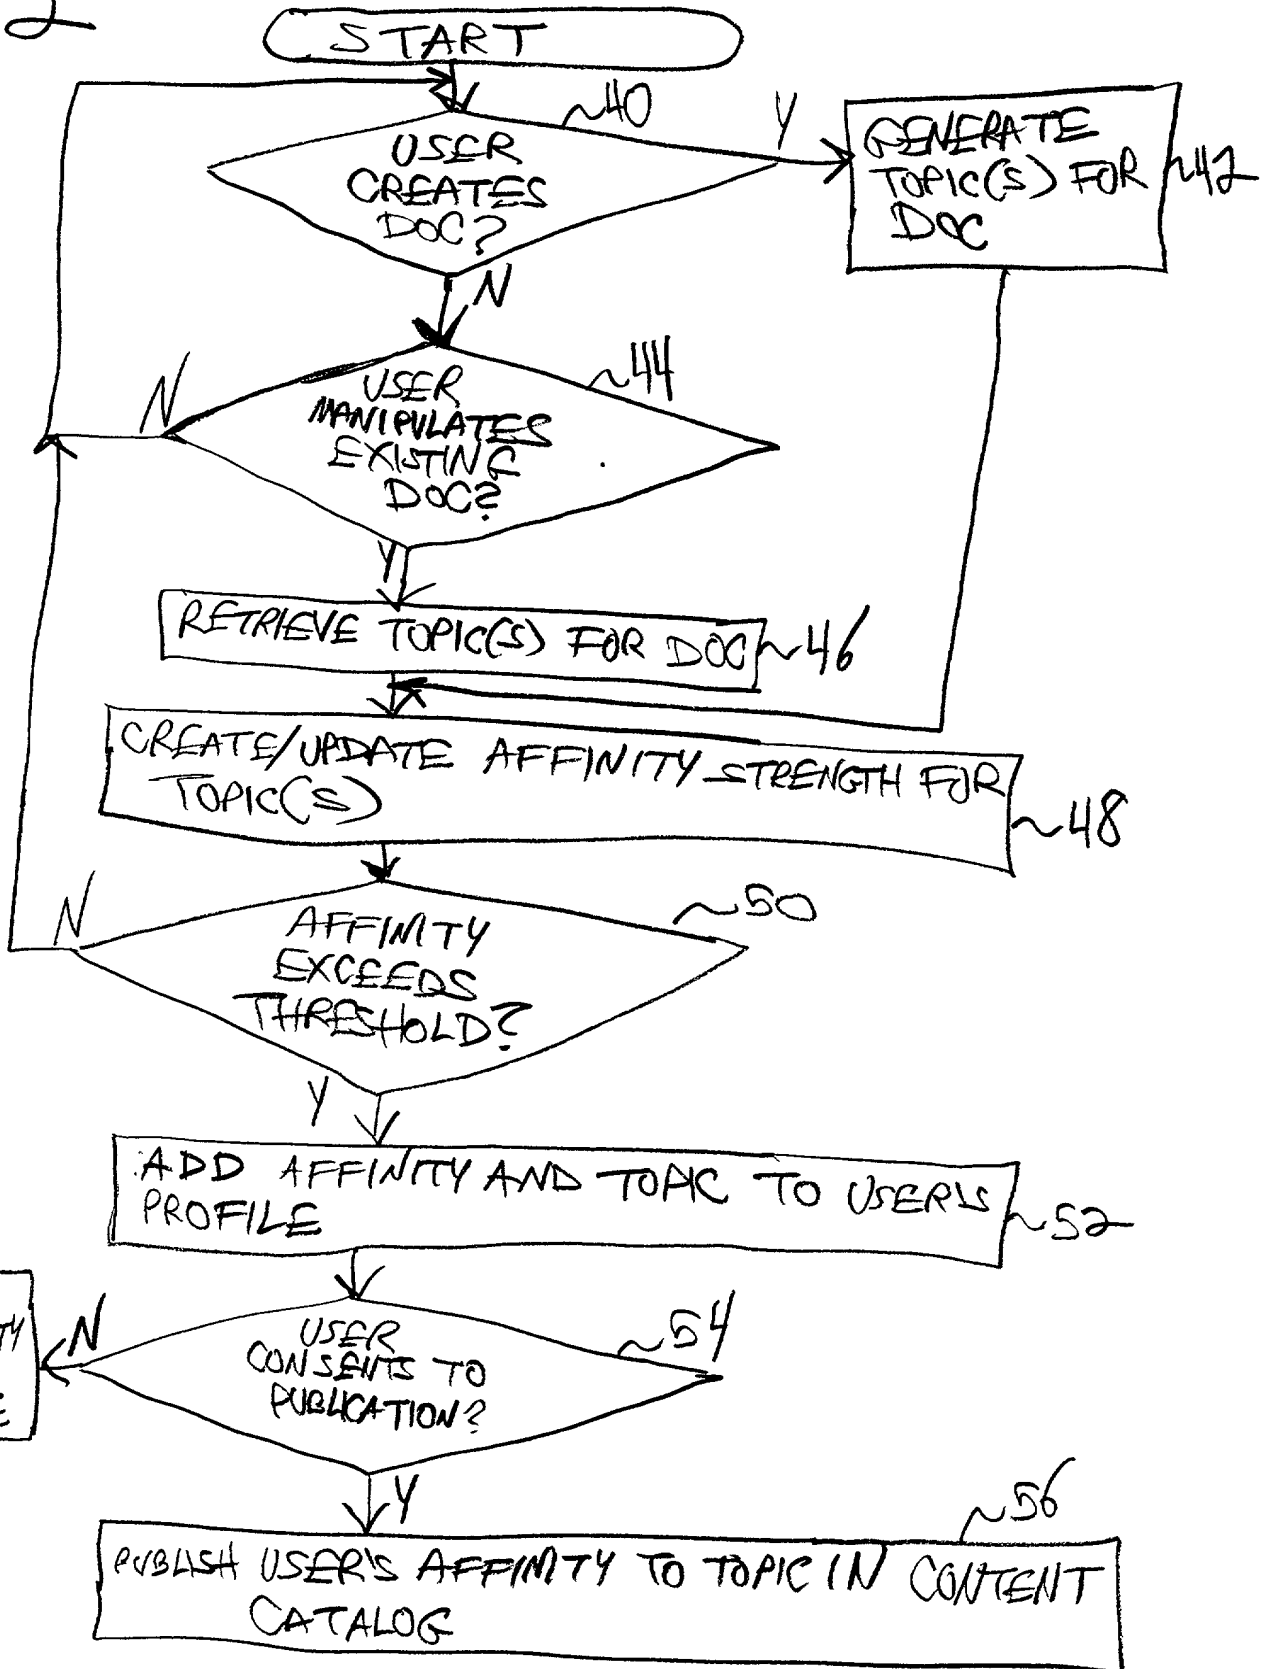 2
START
~40
Y
USER
CREATES
DOC?
GENERATE
TOPIC(S) FOR
DOC
~42
N
~44
N
USER
MANIPULATES
EXISTING
DOC?
Y
RETRIEVE TOPIC(S) FOR DOC
~46
CREATE/UPDATE AFFINITY STRENGTH FOR
TOPIC(S)
~48
~50
N
AFFINITY
EXCEEDS
THRESHOLD?
Y
ADD AFFINITY AND TOPIC TO USER'S
PROFILE
~52
TY
N
~54
USER
CONSENTS TO
PUBLICATION?
E
Y
~56
PUBLISH USER'S AFFINITY TO TOPIC IN CONTENT
CATALOG